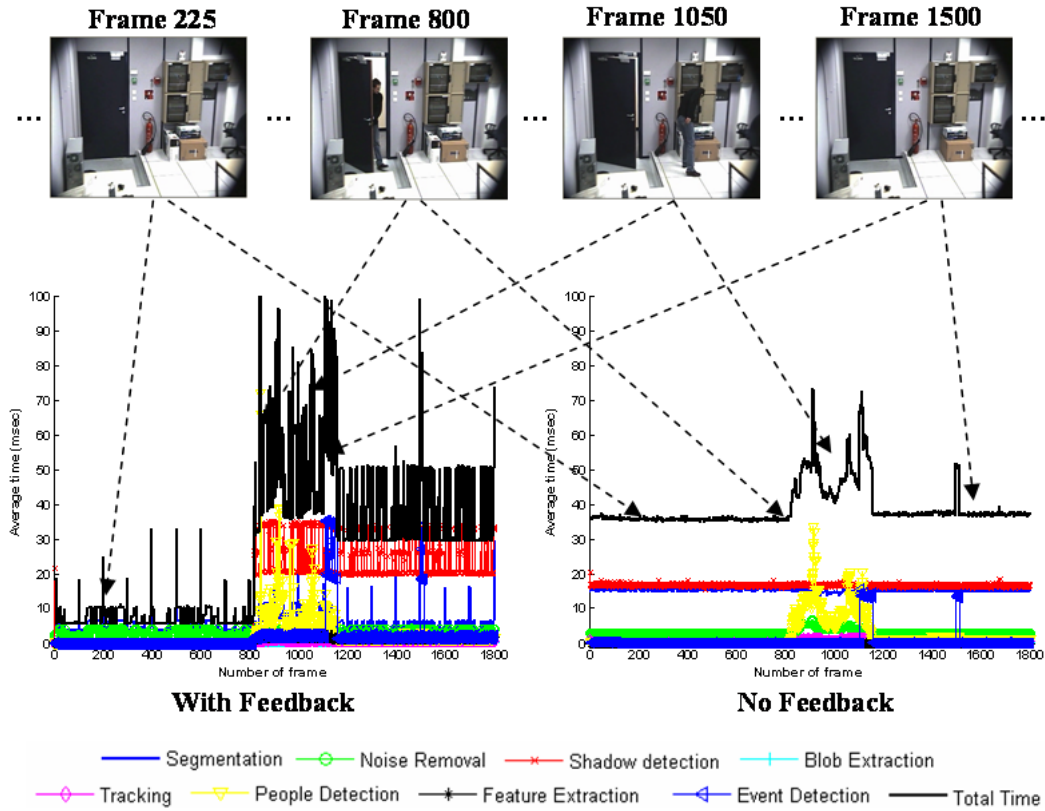 Frame 225 Frame 800 Frame 1050 Frame 1500
... ... ... ... ...
100 100
90 90
80 80
70 70
60 60
50 50
40 40
30 30
20 20
10 10
0 0
Average time (msec) Average time (msec)
0 200 400 600 800 1000 1200 1400 1600 1800 0 200 400 600 800 1000 1200 1400 1600 1800
Number of frame Number of frame
With Feedback No Feedback
Segmentation Noise Removal Shadow detection Blob Extraction
Tracking People Detection Feature Extraction Event Detection Total Time